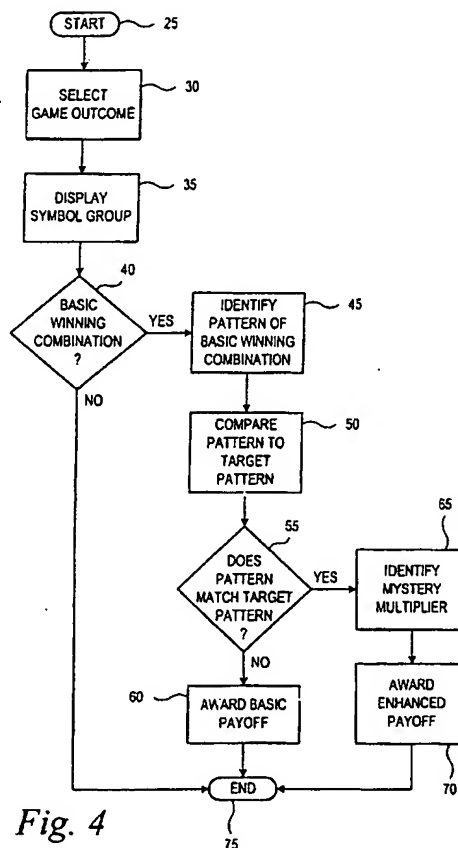 START
25
SELECT
GAME OUTCOME
30
DISPLAY
SYMBOL GROUP
35
BASIC
WINNING
COMBINATION
?
40
YES
NO
IDENTIFY
PATTERN OF
BASIC WINNING
COMBINATION
45
COMPARE
PATTERN TO
TARGET
PATTERN
50
DOES
PATTERN
MATCH TARGET
PATTERN
?
55
YES
NO
IDENTIFY
MYSTERY
MULTIPLIER
65
AWARD BASIC
PAYOFF
60
AWARD
ENHANCED
PAYOFF
70
END
75
Fig. 4